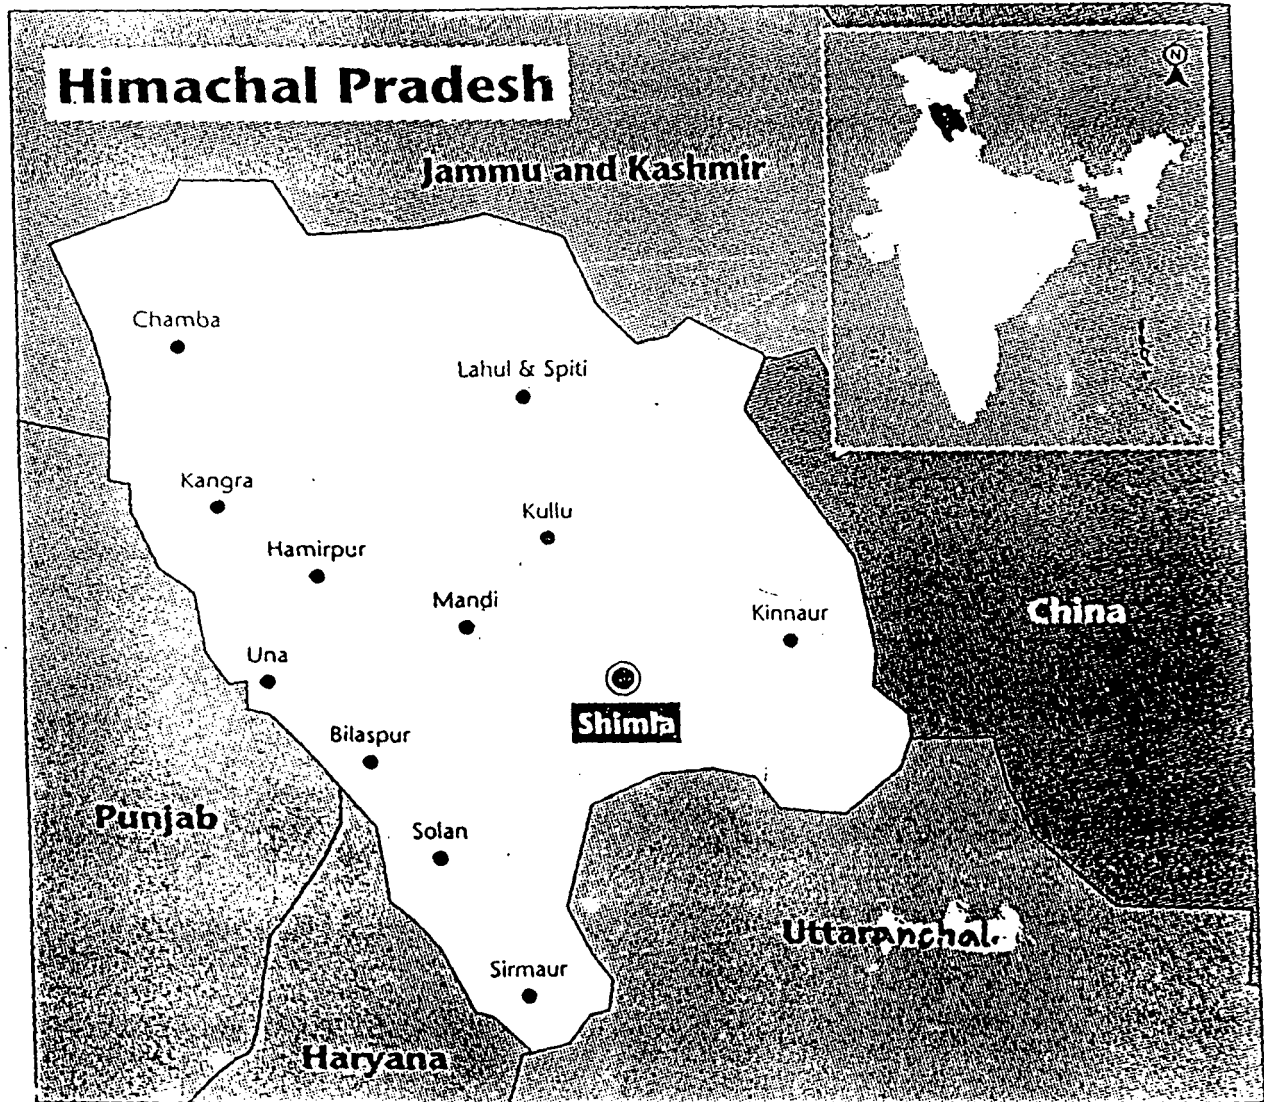 Himachal Pradesh
N
Jammu and Kashmir
Chamba
Lahul & Spiti
Kangra
Kullu
Hamirpur
Mandi
Kinnaur
China
Una
Shimla
Bilaspur
Punjab
Solan
Uttaranchal
Sirmaur
Haryana